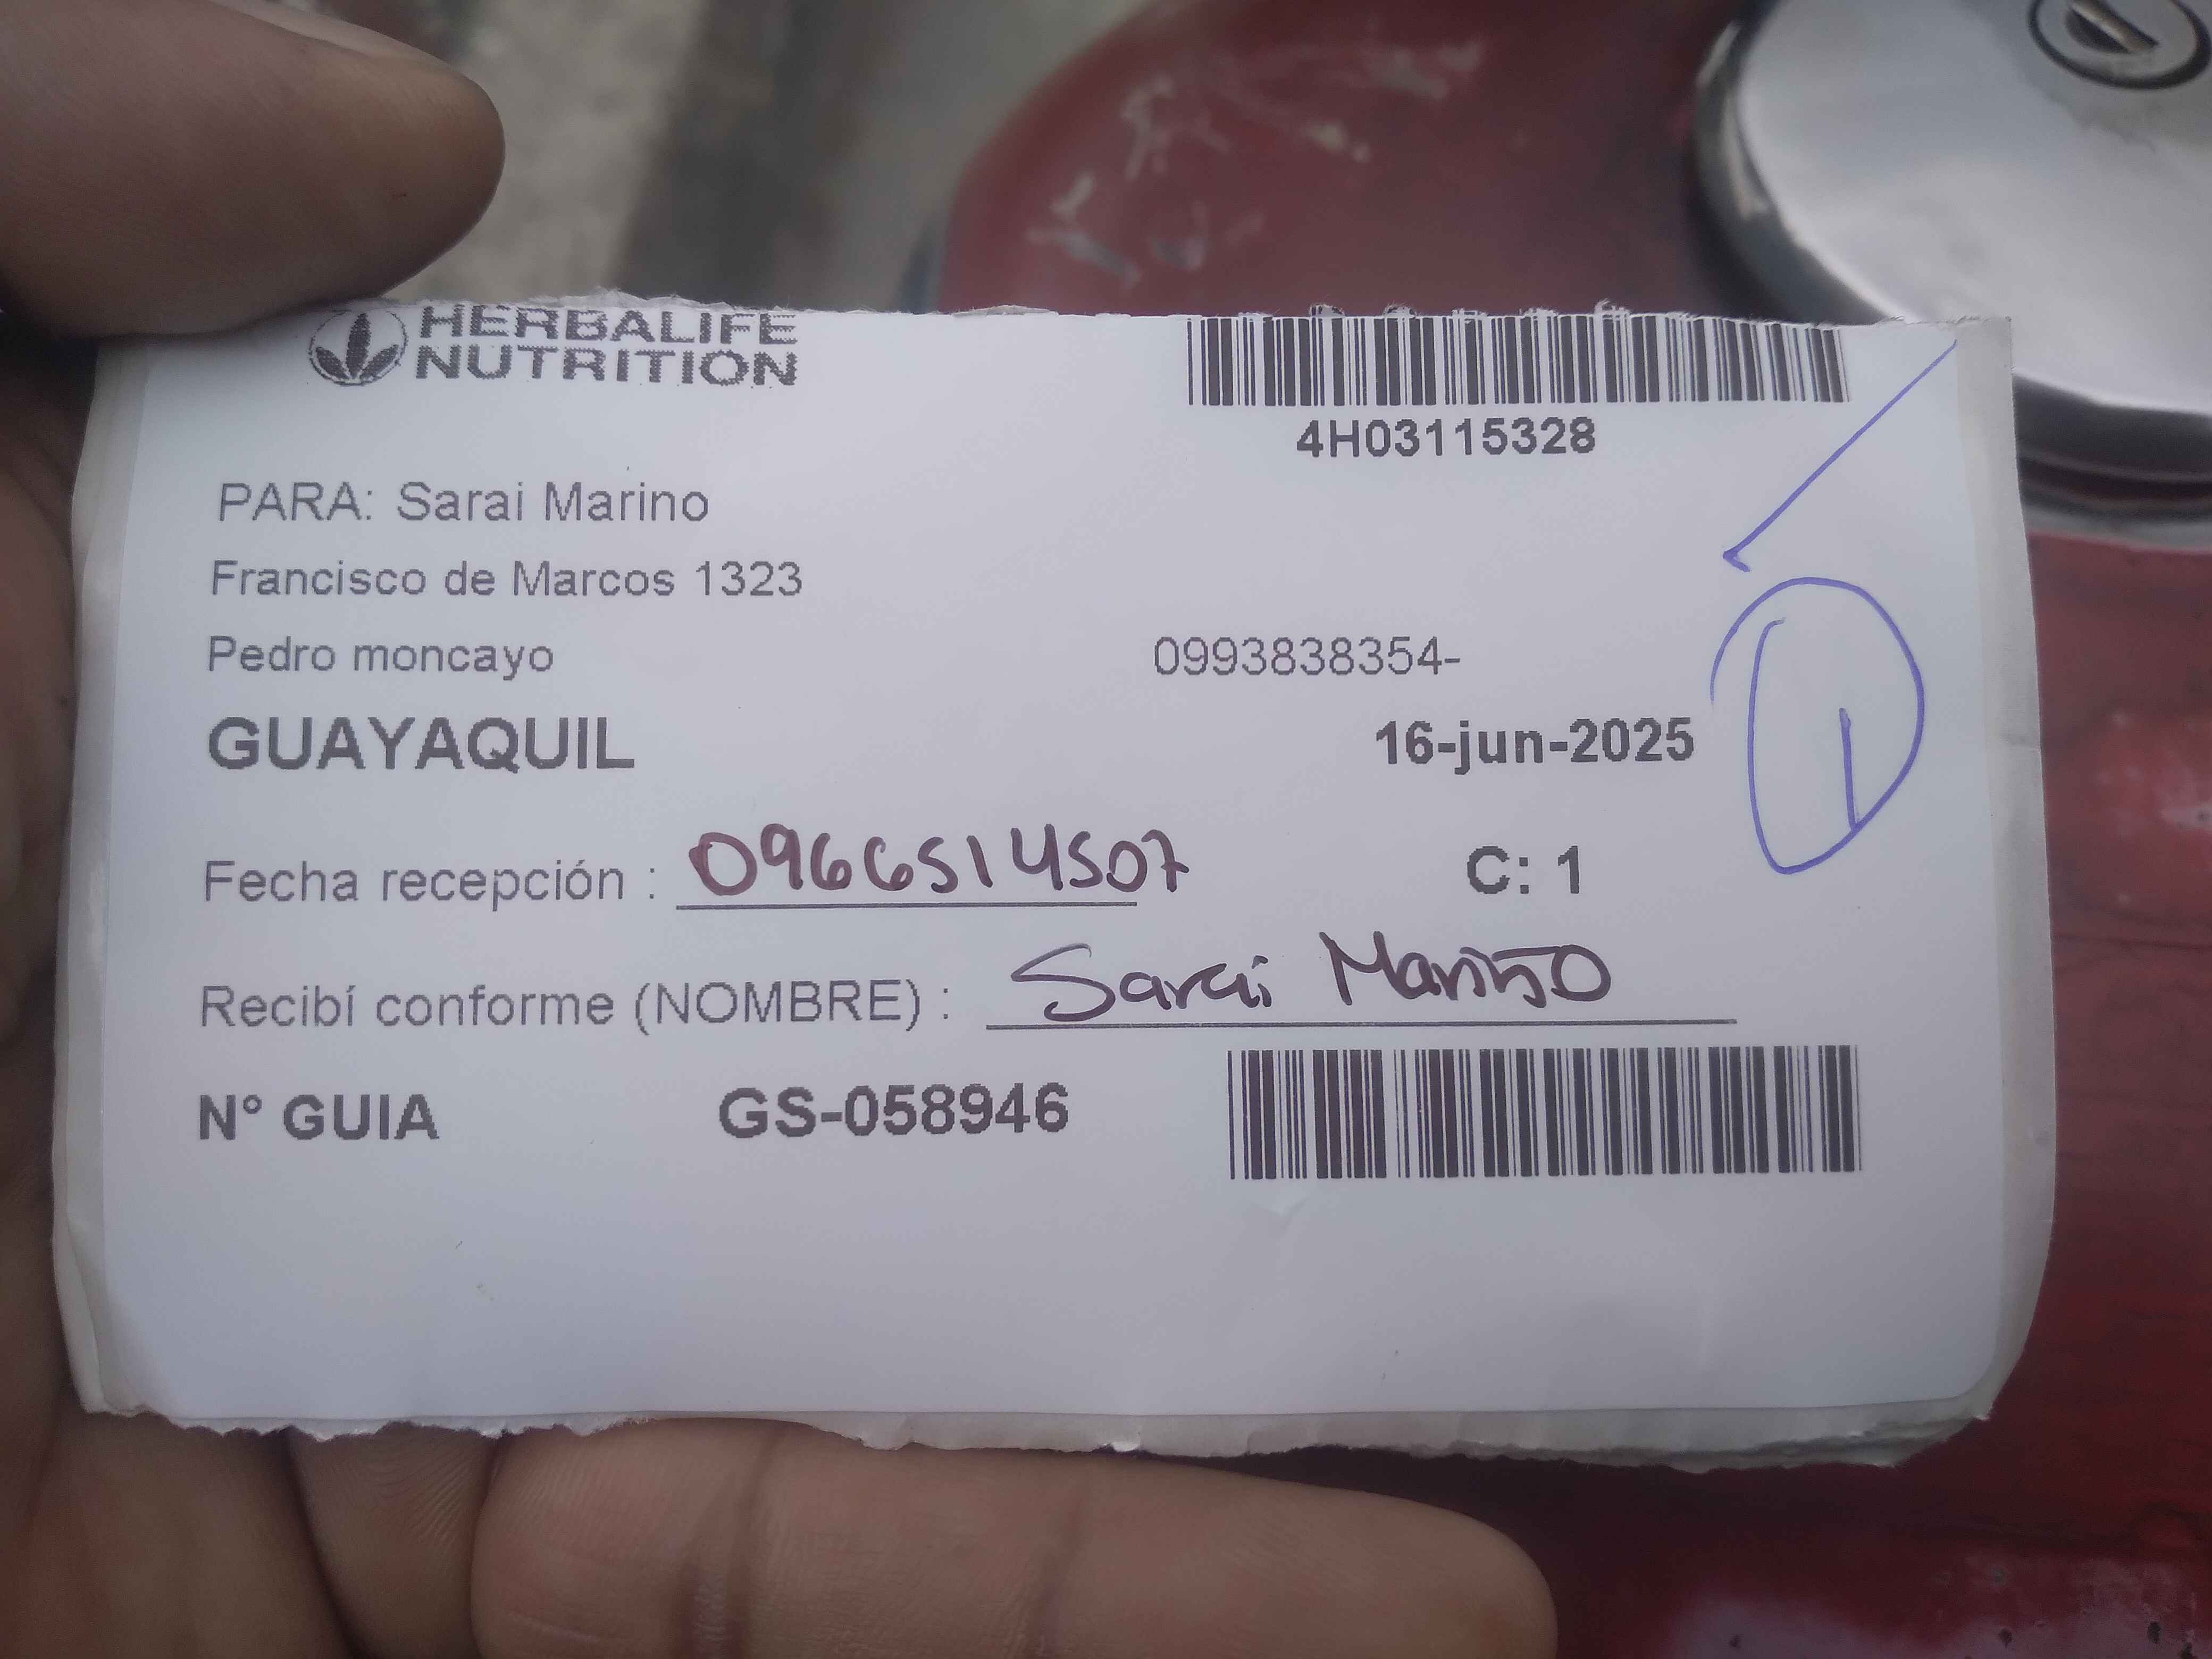 HERBALIFE
NUTRITION
4H03115328
PARA: Sarai Marino
Francisco de Marcos 1323
Pedro moncayo 0993838354-
GUAYAQUIL 16-jun-2025
Fecha recepción : 0966514507 C: 1
Recibí conforme (NOMBRE) : Sarai Mariño
N° GUIA GS-058946